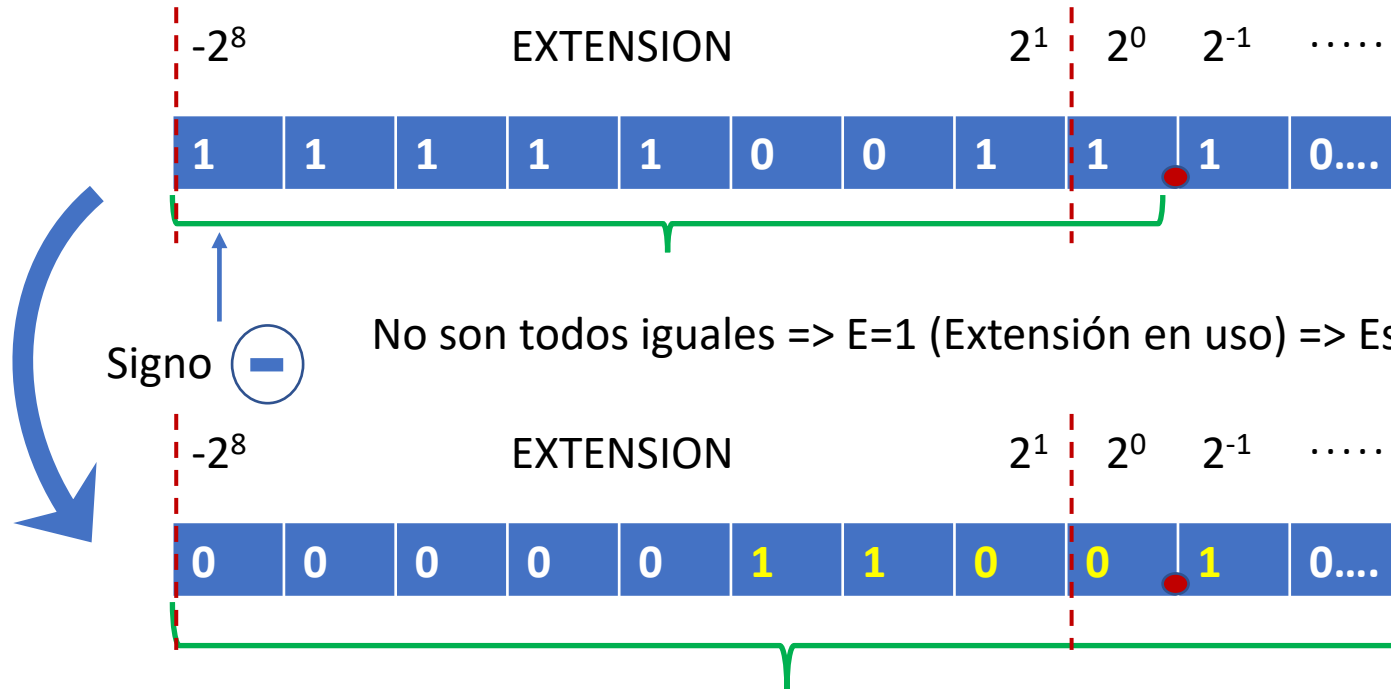 -2⁸ EXTENSION 2¹ 2⁰ 2⁻¹ .....
1 1 1 1 1 0 0 1 1 1 0....
No son todos iguales => E=1 (Extensión en uso) =>
Signo -
-2⁸ EXTENSION 2¹ 2⁰ 2⁻¹ .....
0 0 0 0 0 1 1 0 0 1 0....